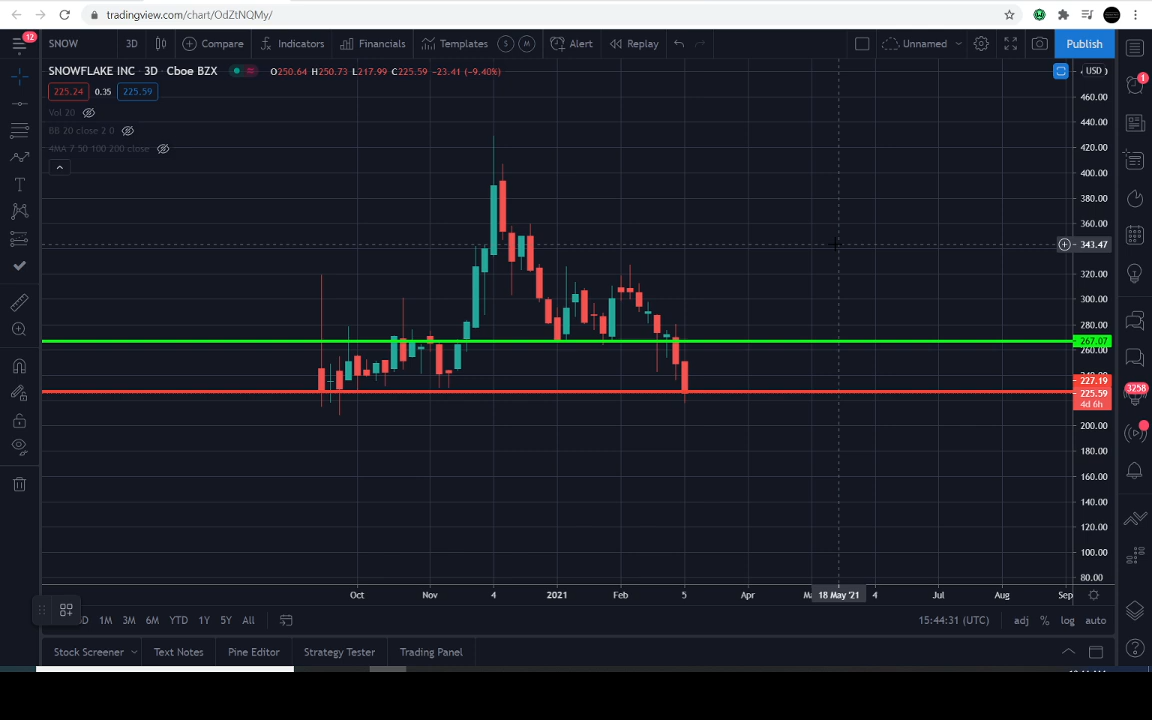 tradingview.com/chart/OdZtNQMy/
12
SNOW 3D Compare Indicators Financials Templates S M Alert Replay Unnamed Publish
SNOWFLAKE INC · 3D · Cboe BZX O250.64 H250.73 L217.99 C225.59 −23.41 (−9.40%)
USD
225.24 0.35 225.59
1
Vol 20
BB 20 close 2 0
4MA 7 50 100 200 close
460.00
440.00
420.00
400.00
380.00
360.00
343.47
320.00
300.00
280.00
267.07
260.00
227.19
225.59
4d 6h
3258
200.00
180.00
160.00
140.00
120.00
100.00
80.00
Oct Nov 4 2021 Feb 5 Apr 18 May '21 4 Jul Aug Sep
1M 3M 6M YTD 1Y 5Y All 15:44:31 (UTC) adj % log auto
Stock Screener Text Notes Pine Editor Strategy Tester Trading Panel